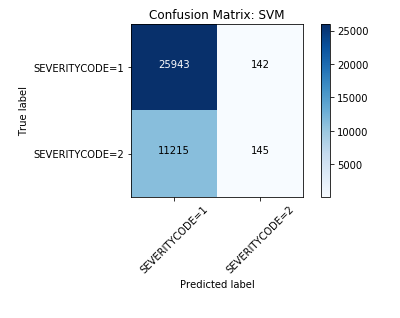 Confusion Matrix: SVM
True label
SEVERITYCODE=1
25943 142
SEVERITYCODE=2
11215 145
SEVERITYCODE=1
SEVERITYCODE=2
Predicted label
25000
20000
15000
10000
5000